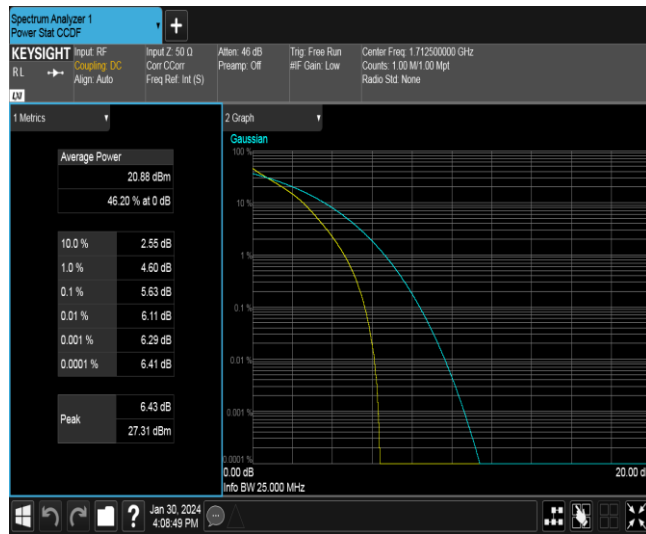 Spectrum Analyzer 1
Power Stat CCDF
+
KEYSIGHT Input: RF Input Z: 50 Ω Atten: 46 dB Trig: Free Run Center Freq: 1.712500000 GHz
RL Coupling: DC Corr CCorr Preamp: Off #IF Gain: Low Counts: 1.00 M/1.00 Mpt
Align: Auto Freq Ref: Int (S) Radio Std: None
LXI
1 Metrics
Average Power
20.88 dBm
46.20 % at 0 dB
10.0 % 2.55 dB
1.0 % 4.60 dB
0.1 % 5.63 dB
0.01 % 6.11 dB
0.001 % 6.29 dB
0.0001 % 6.41 dB
Peak 6.43 dB
27.31 dBm
2 Graph
Gaussian
100 %
10 %
1 %
0.1 %
0.01 %
0.001 %
0.0001 %
0.00 dB 20.00 d
Info BW 25.000 MHz
? Jan 30, 2024
4:08:49 PM